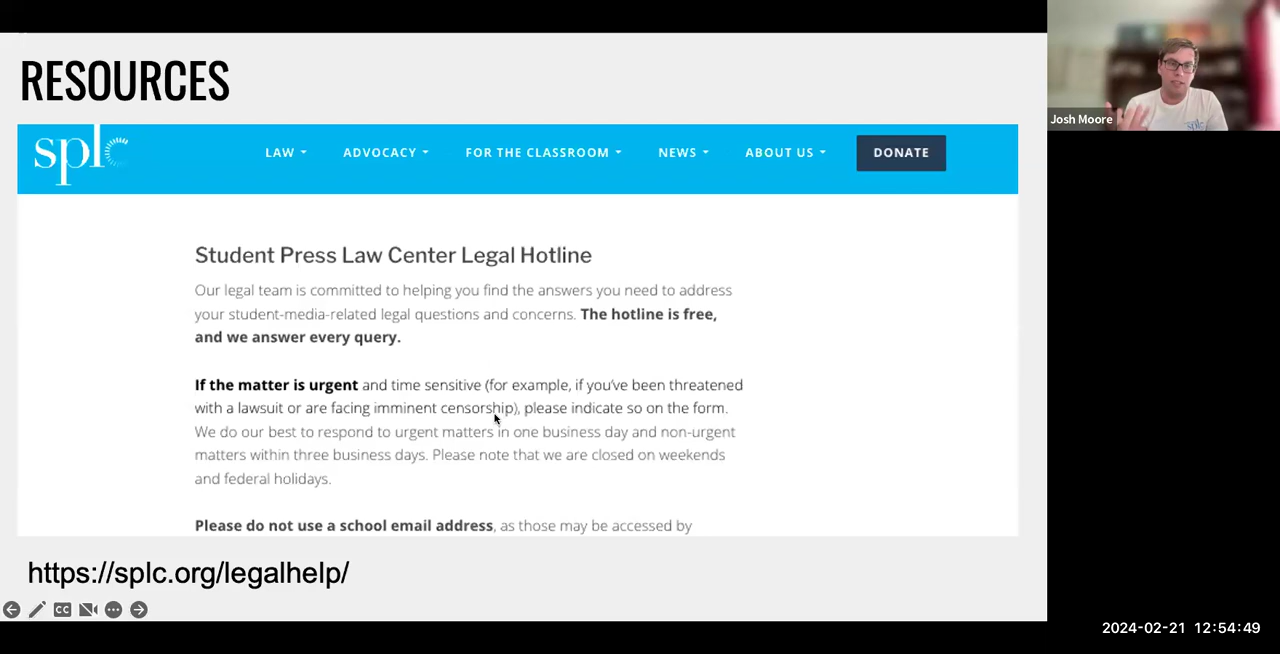 RESOURCES
splc
LAW
ADVOCACY
FOR THE CLASSROOM
NEWS
ABOUT US
DONATE
Josh Moore
splc
Student Press Law Center Legal Hotline
Our legal team is committed to helping you find the answers you need to address
your student-media-related legal questions and concerns. The hotline is free,
and we answer every query.
If the matter is urgent and time sensitive (for example, if you've been threatened
with a lawsuit or are facing imminent censorship), please indicate so on the form.
We do our best to respond to urgent matters in one business day and non-urgent
matters within three business days. Please note that we are closed on weekends
and federal holidays.
Please do not use a school email address, as those may be accessed by
https://splc.org/legalhelp/
CC
2024-02-21 12:54:49